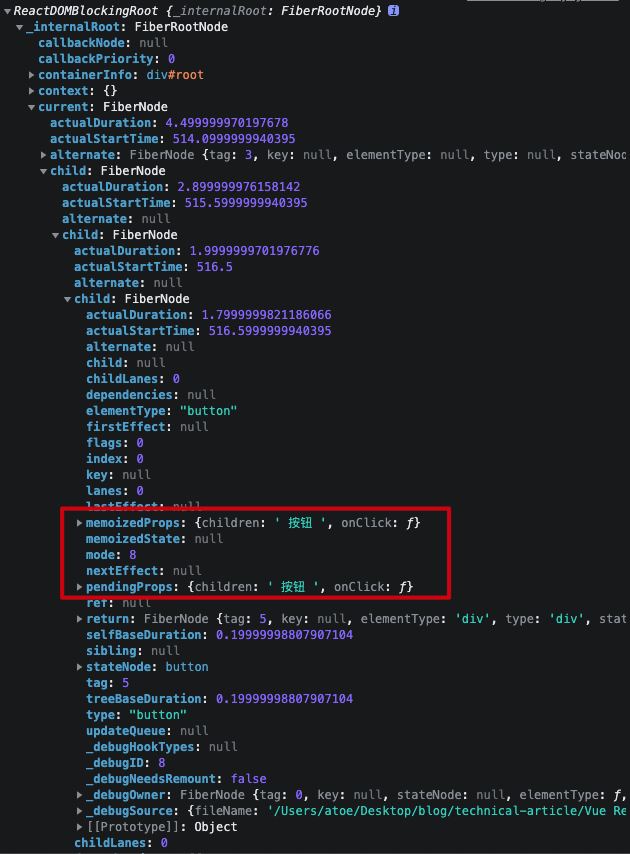 ReactDOMBlockingRoot {_internalRoot: FiberRootNode} i
_internalRoot: FiberRootNode
callbackNode: null
callbackPriority: 0
containerInfo: div#root
context: {}
current: FiberNode
actualDuration: 4.499999970197678
actualStartTime: 514.0999999940395
alternate: FiberNode {tag: 3, key: null, elementType: null, type: null, stateNo
child: FiberNode
actualDuration: 2.899999976158142
actualStartTime: 515.5999999940395
alternate: null
child: FiberNode
actualDuration: 1.9999999701976776
actualStartTime: 516.5
alternate: null
child: FiberNode
actualDuration: 1.7999999821186066
actualStartTime: 516.5999999940395
alternate: null
child: null
childLanes: 0
dependencies: null
elementType: "button"
firstEffect: null
flags: 0
index: 0
key: null
lanes: 0
lastEffect: null
memoizedProps: {children: ' 按钮 ', onClick: ƒ}
memoizedState: null
mode: 8
nextEffect: null
pendingProps: {children: ' 按钮 ', onClick: ƒ}
ref: null
return: FiberNode {tag: 5, key: null, elementType: 'div', type: 'div', stat
selfBaseDuration: 0.19999998807907104
sibling: null
stateNode: button
tag: 5
treeBaseDuration: 0.19999998807907104
type: "button"
updateQueue: null
_debugHookTypes: null
_debugID: 8
_debugNeedsRemount: false
_debugOwner: FiberNode {tag: 0, key: null, stateNode: null, elementType: ƒ,
_debugSource: {fileName: '/Users/atoe/Desktop/blog/technical-article/Vue Re
[[Prototype]]: Object
childLanes: 0